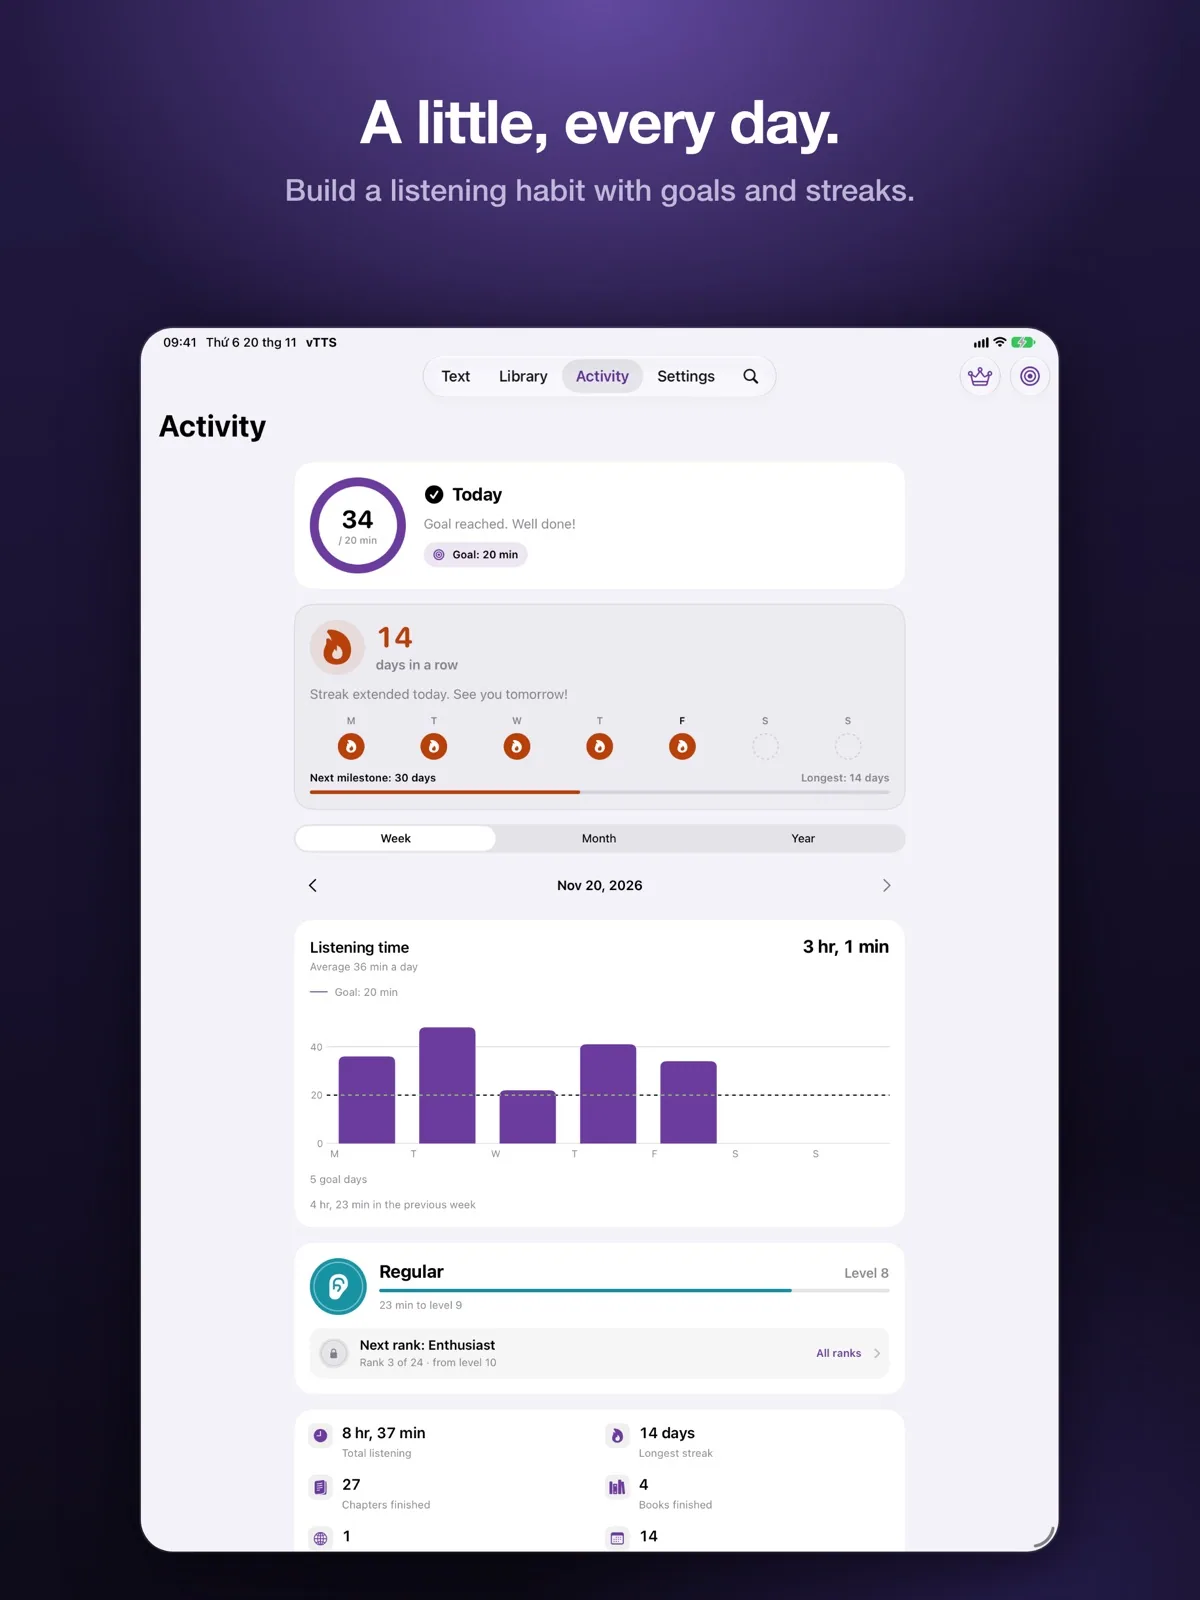 A little, every day.
Build a listening habit with goals and streaks.
09:41 Thứ 6 20 thg 11 vTTS
Text Library Activity Settings
Activity
34
/ 20 min
Today
Goal reached. Well done!
Goal: 20 min
14
days in a row
Streak extended today. See you tomorrow!
M T W T F S S
Next milestone: 30 days Longest: 14 days
Week Month Year
Nov 20, 2026
Listening time 3 hr, 1 min
Average 36 min a day
Goal: 20 min
40
20
0
M T W T F S S
5 goal days
4 hr, 23 min in the previous week
Regular Level 8
23 min to level 9
Next rank: Enthusiast
Rank 3 of 24 · from level 10
All ranks
8 hr, 37 min 14 days
Total listening Longest streak
27 4
Chapters finished Books finished
1 14